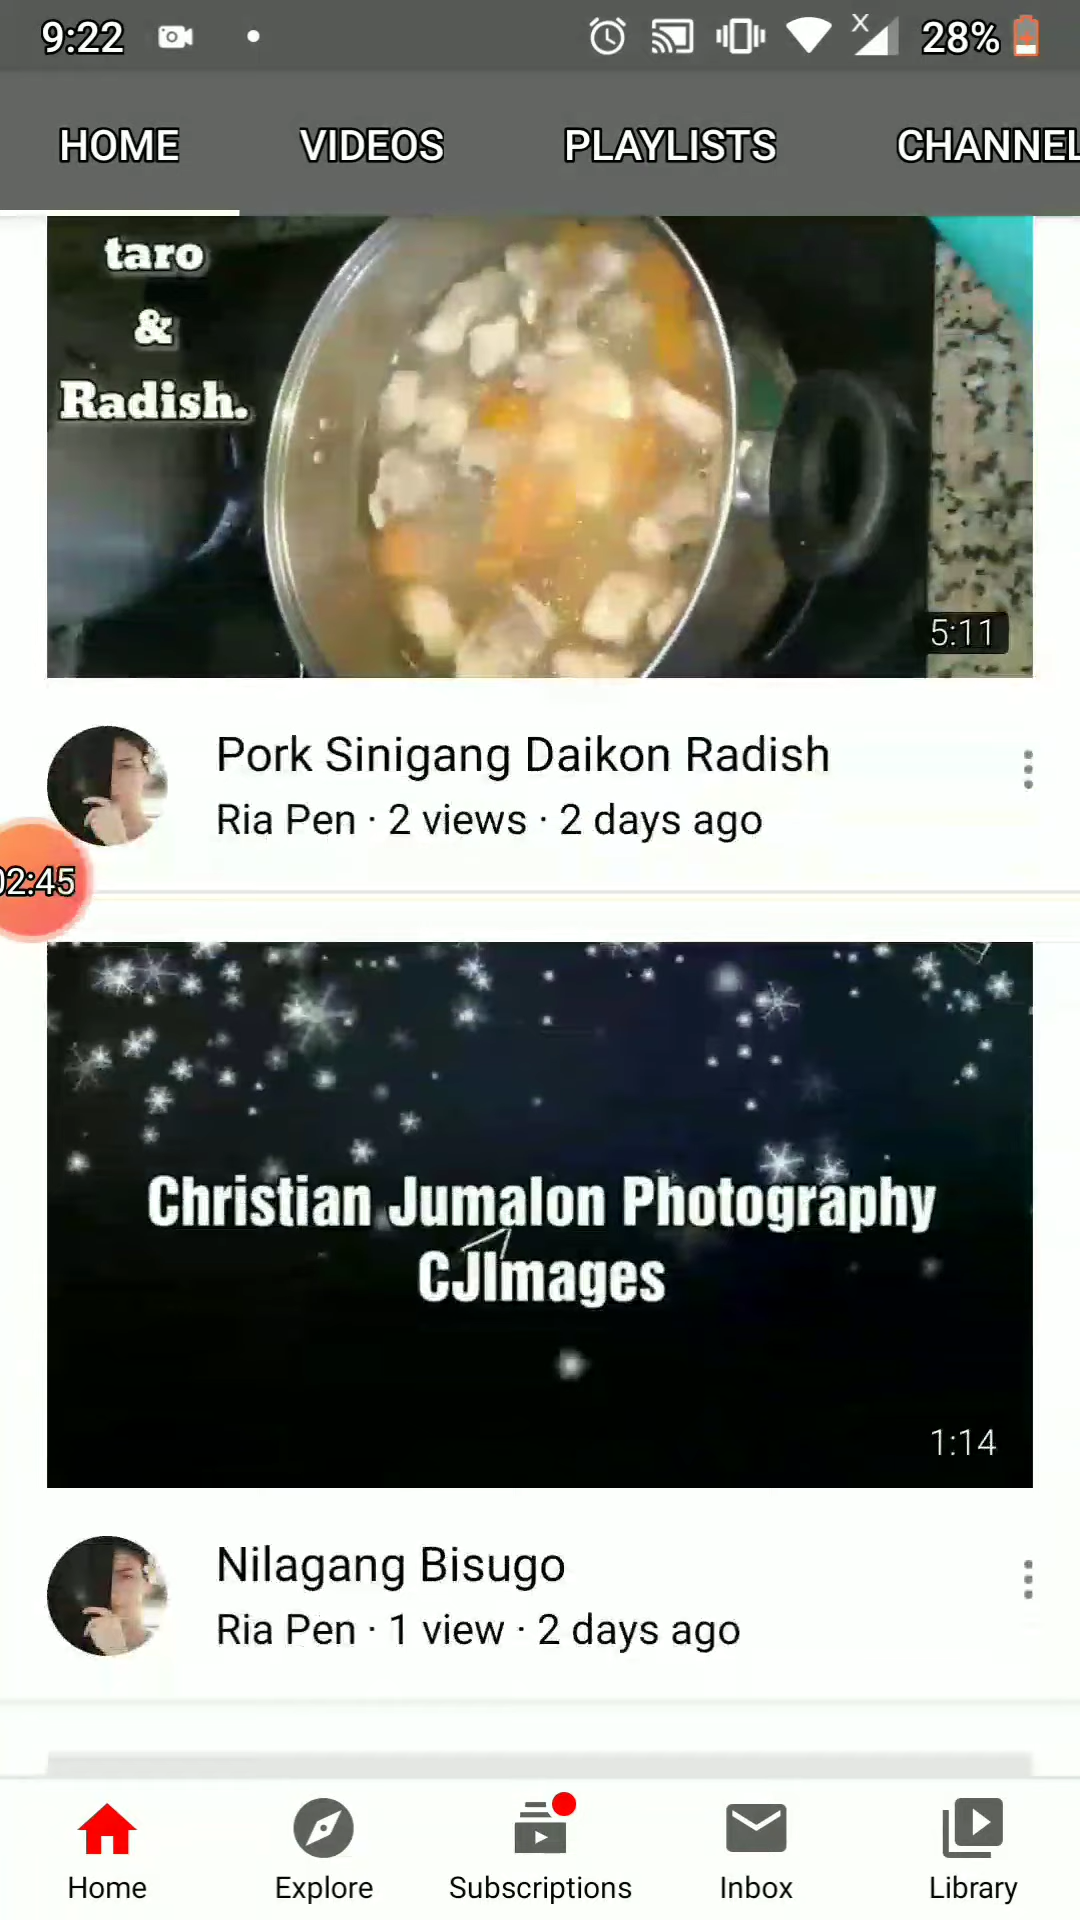 9:22
28%
HOME
VIDEOS
PLAYLISTS
CHANNEL
taro
&
Radish.
5:11
Pork Sinigang Daikon Radish
Ria Pen · 2 views · 2 days ago
02:45
Christian Jumalon Photography
CJImages
1:14
Nilagang Bisugo
Ria Pen · 1 view · 2 days ago
Home
Explore
Subscriptions
Inbox
Library